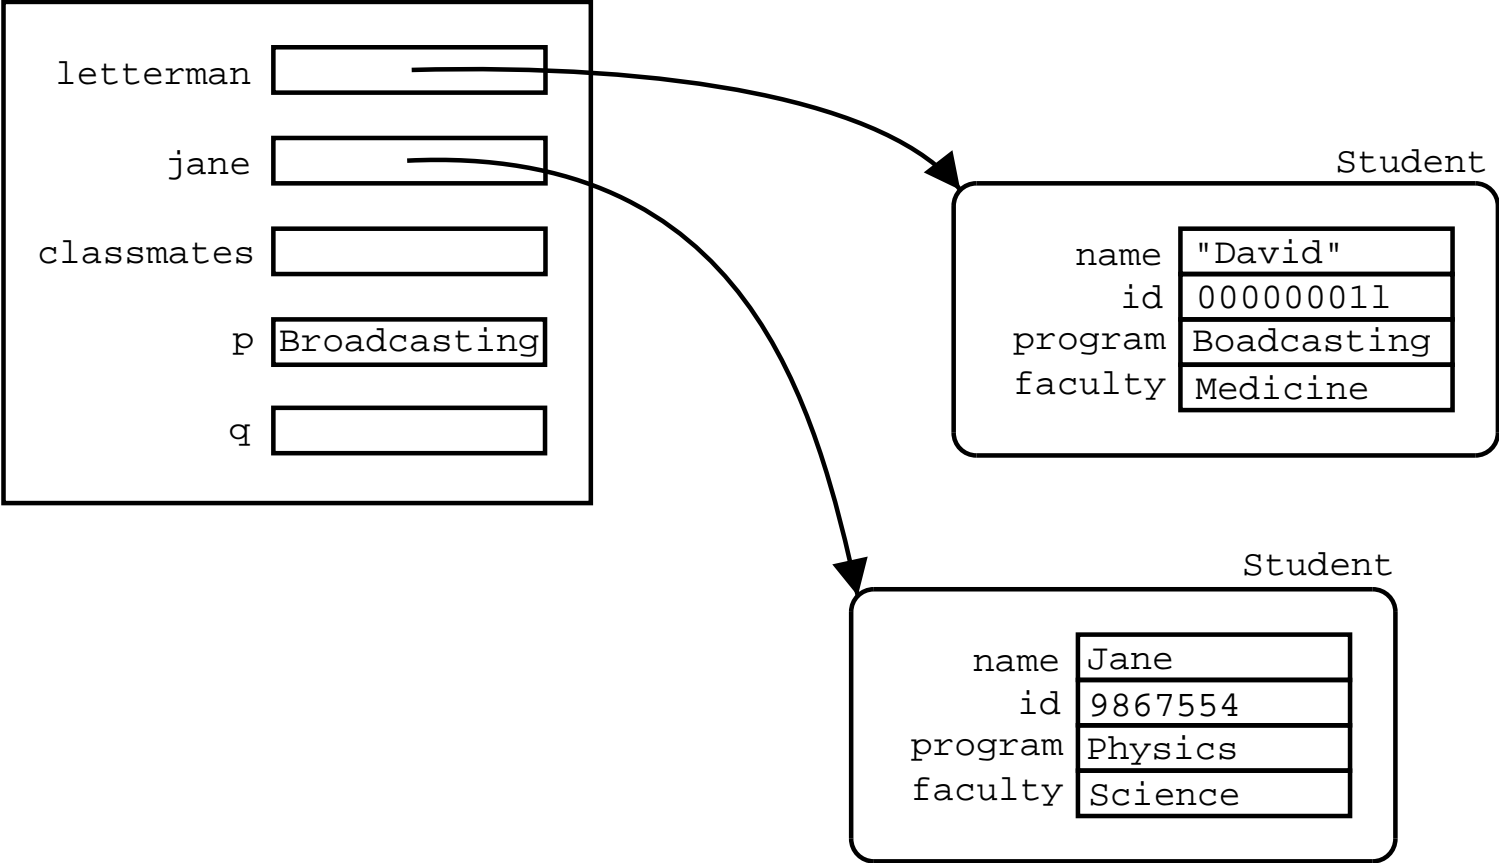 letterman
jane
classmates
p Broadcasting
q
Student
name "David"
id 00000001l
program Boadcasting
faculty Medicine
Student
name Jane
id 9867554
program Physics
faculty Science